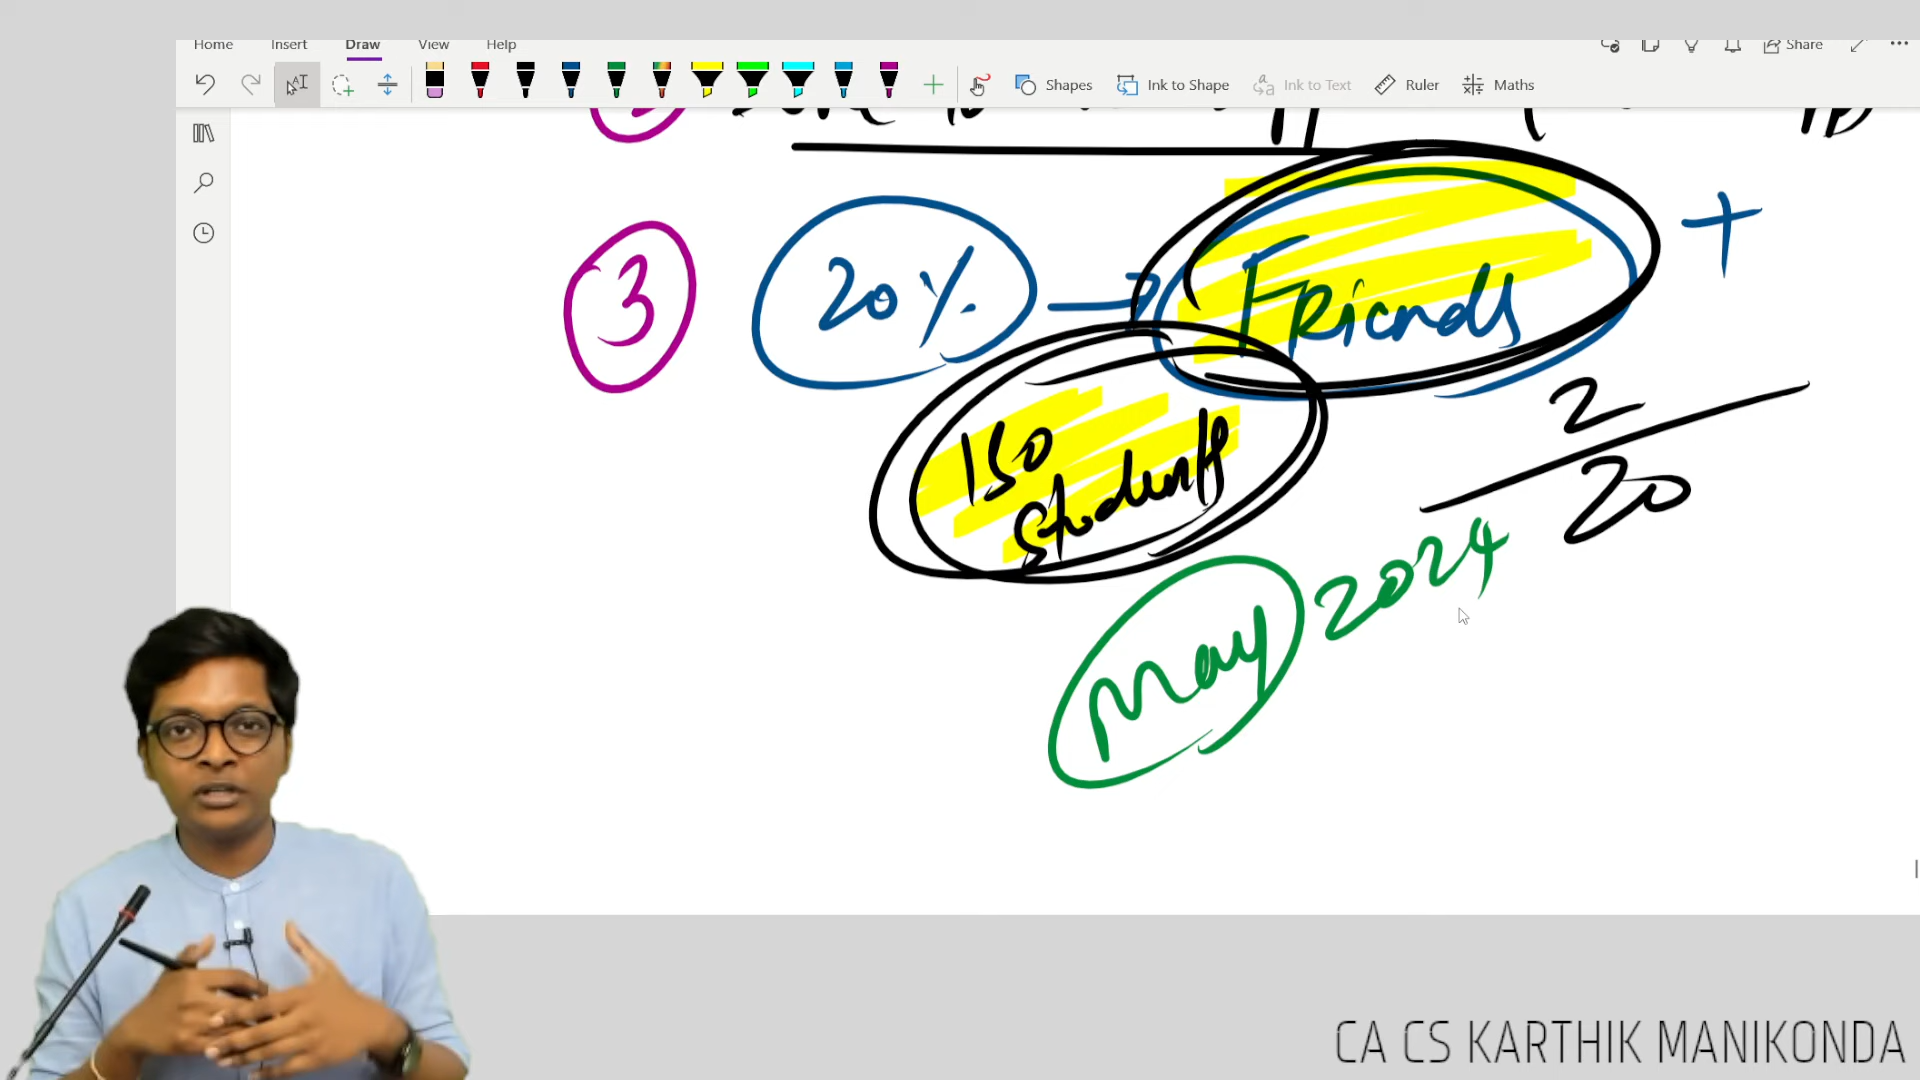 Home Insert Draw View Help Share
Ink to Shape Ink to Text Ruler Maths Shapes
3 20% → Friends +
2
20
150
Students
May 2024
CA CS KARTHIK MANIKONDA